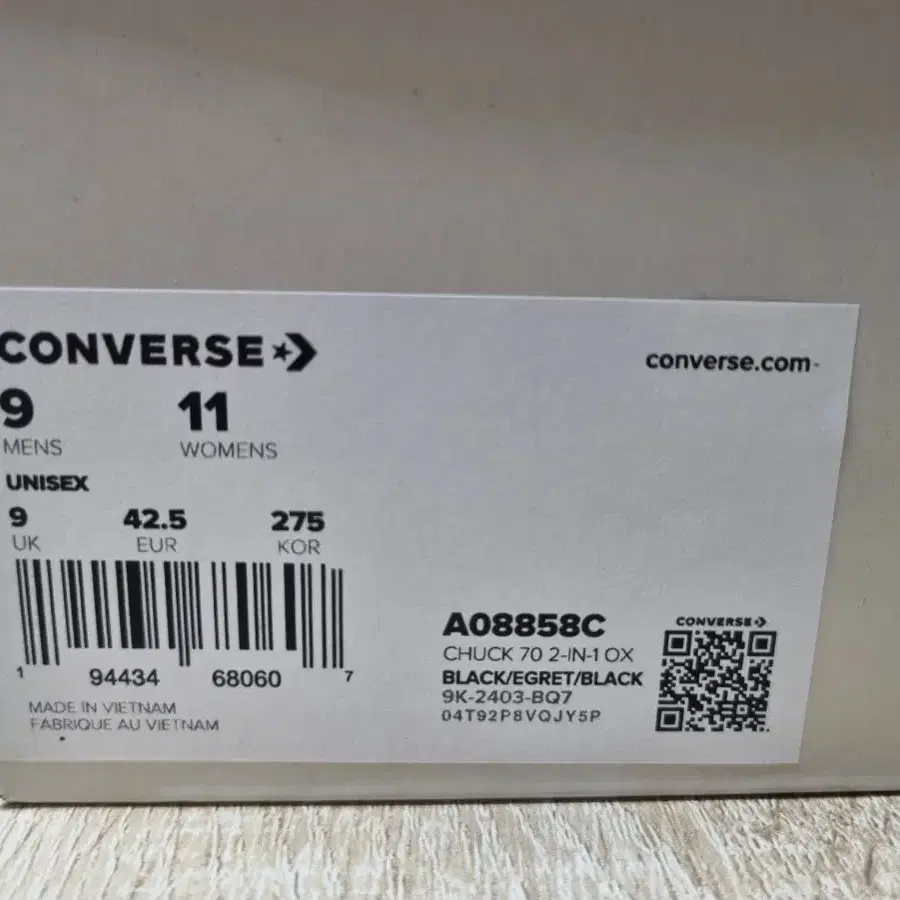 CONVERSE
converse.com
9 11
MENS WOMENS
UNISEX
9 42.5 275
UK EUR KOR
1 94434 68060 7
MADE IN VIETNAM
FABRIQUE AU VIETNAM
A08858C
CHUCK 70 2-IN-1 OX
BLACK/EGRET/BLACK
9K-2403-BQ7
04T92P8VQJY5P
CONVERSE